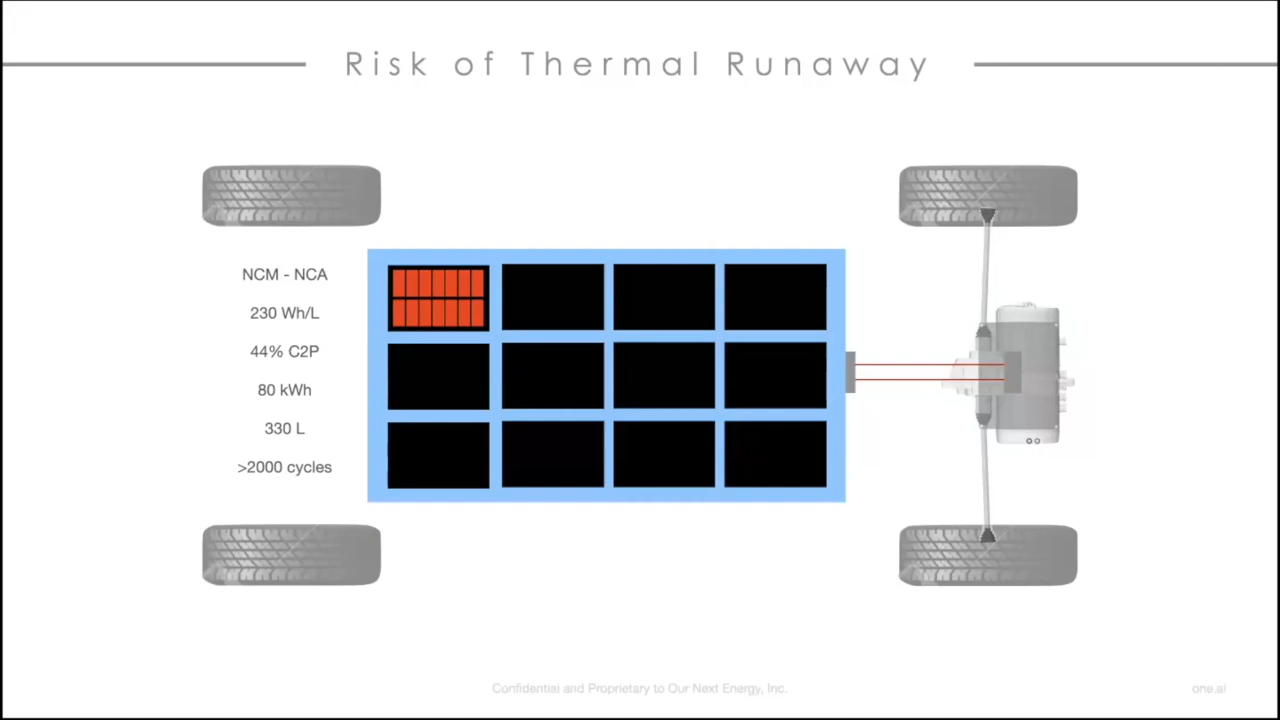 Risk of Thermal Runaway
NCM - NCA
230 Wh/L
44% C2P
80 kWh
330 L
>2000 cycles
Confidential and Proprietary to Our Next Energy, Inc.
one.ai